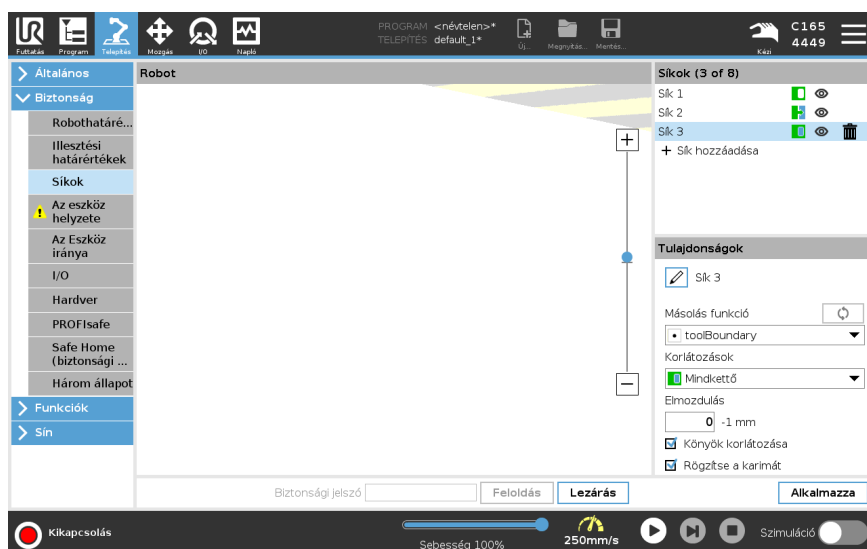 UR
Futtatás
Program
Telepítés
Mozgás
I/O
Napló
PROGRAM <névtelen>*
TELEPÍTÉS default_1*
Új...
Megnyitás...
Mentés...
Kézi
C165
4449
Általános
Biztonság
Robothatáré...
Illesztési
határértékek
Síkok
Az eszköz
helyzete
Az Eszköz
iránya
I/O
Hardver
PROFIsafe
Safe Home
(biztonsági ...
Három állapot
Funkciók
Sín
Robot
Síkok (3 of 8)
Sík 1
Sík 2
Sík 3
+ Sík hozzáadása
Tulajdonságok
Sík 3
Másolás funkció
toolBoundary
Korlátozások
Mindkettő
Elmozdulás
0 -1 mm
Könyök korlátozása
Rögzítse a karimát
Biztonsági jelszó
Feloldás
Lezárás
Alkalmazza
Kikapcsolás
Sebesség 100%
250mm/s
Szimuláció